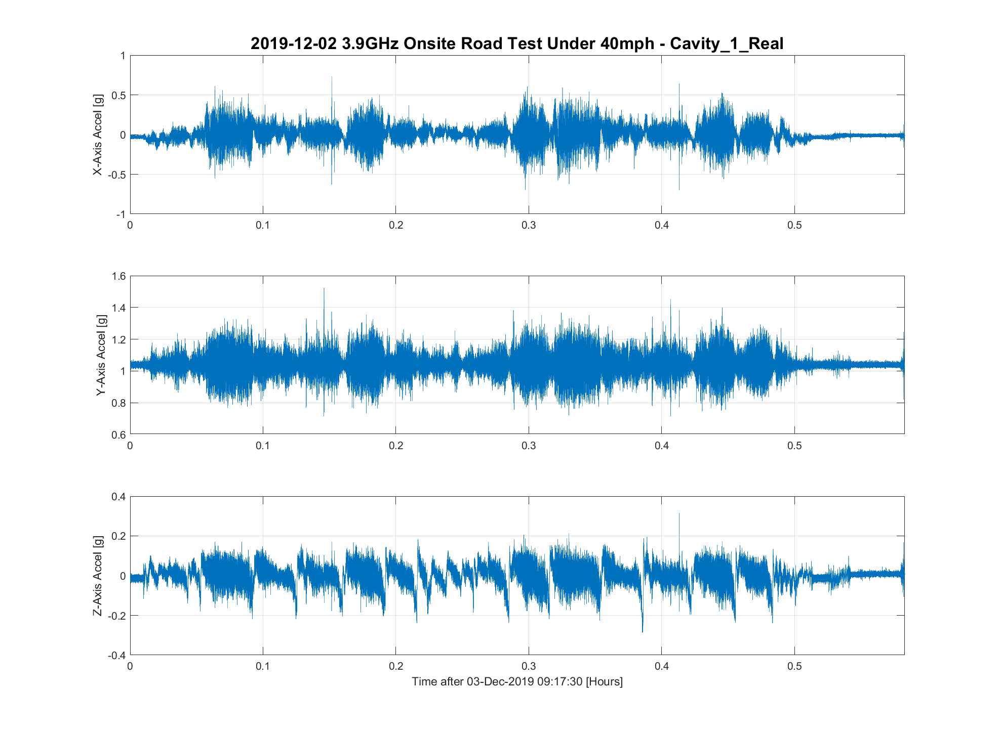 2019-12-02 3.9GHz Onsite Road Test Under 40mph - Cavity_1_Real
X-Axis Accel [g]
1
0.5
0
-0.5
-1
0 0.1 0.2 0.3 0.4 0.5
Y-Axis Accel [g]
1.6
1.4
1.2
1
0.8
0.6
0 0.1 0.2 0.3 0.4 0.5
Z-Axis Accel [g]
0.4
0.2
0
-0.2
-0.4
0 0.1 0.2 0.3 0.4 0.5
Time after 03-Dec-2019 09:17:30 [Hours]